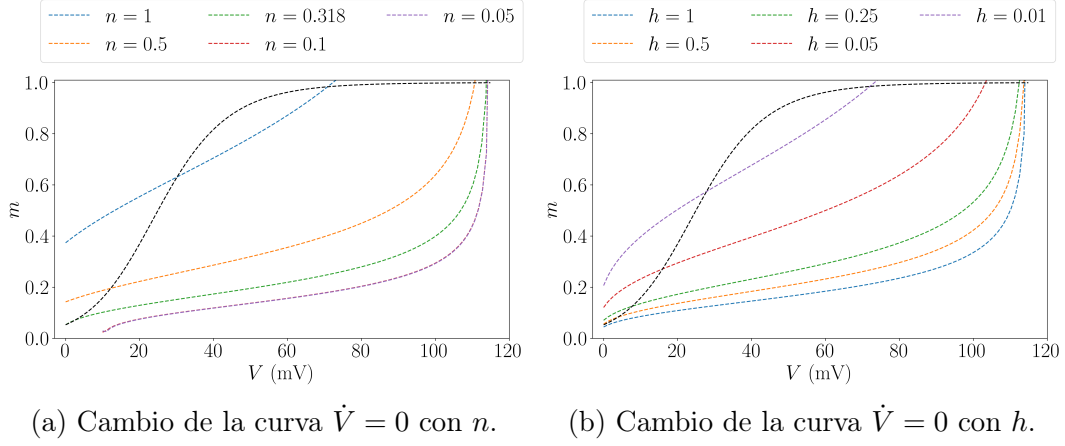 n = 1 n = 0.318 n = 0.05
n = 0.5 n = 0.1
1.0
0.8
0.6
0.4
0.2
0.0
m
0 20 40 60 80 100 120
V (mV)
(a) Cambio de la curva V̇ = 0 con n.
h = 1 h = 0.25 h = 0.01
h = 0.5 h = 0.05
1.0
0.8
0.6
0.4
0.2
0.0
m
0 20 40 60 80 100 120
V (mV)
(b) Cambio de la curva V̇ = 0 con h.